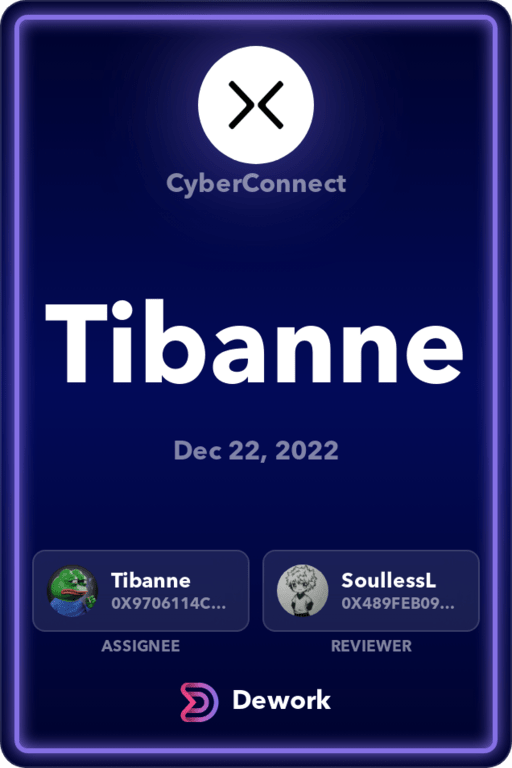 CyberConnect
Tibanne
Dec 22, 2022
Tibanne
0X9706114C...
ASSIGNEE
SoullessL
0X489FEB09...
REVIEWER
Dework